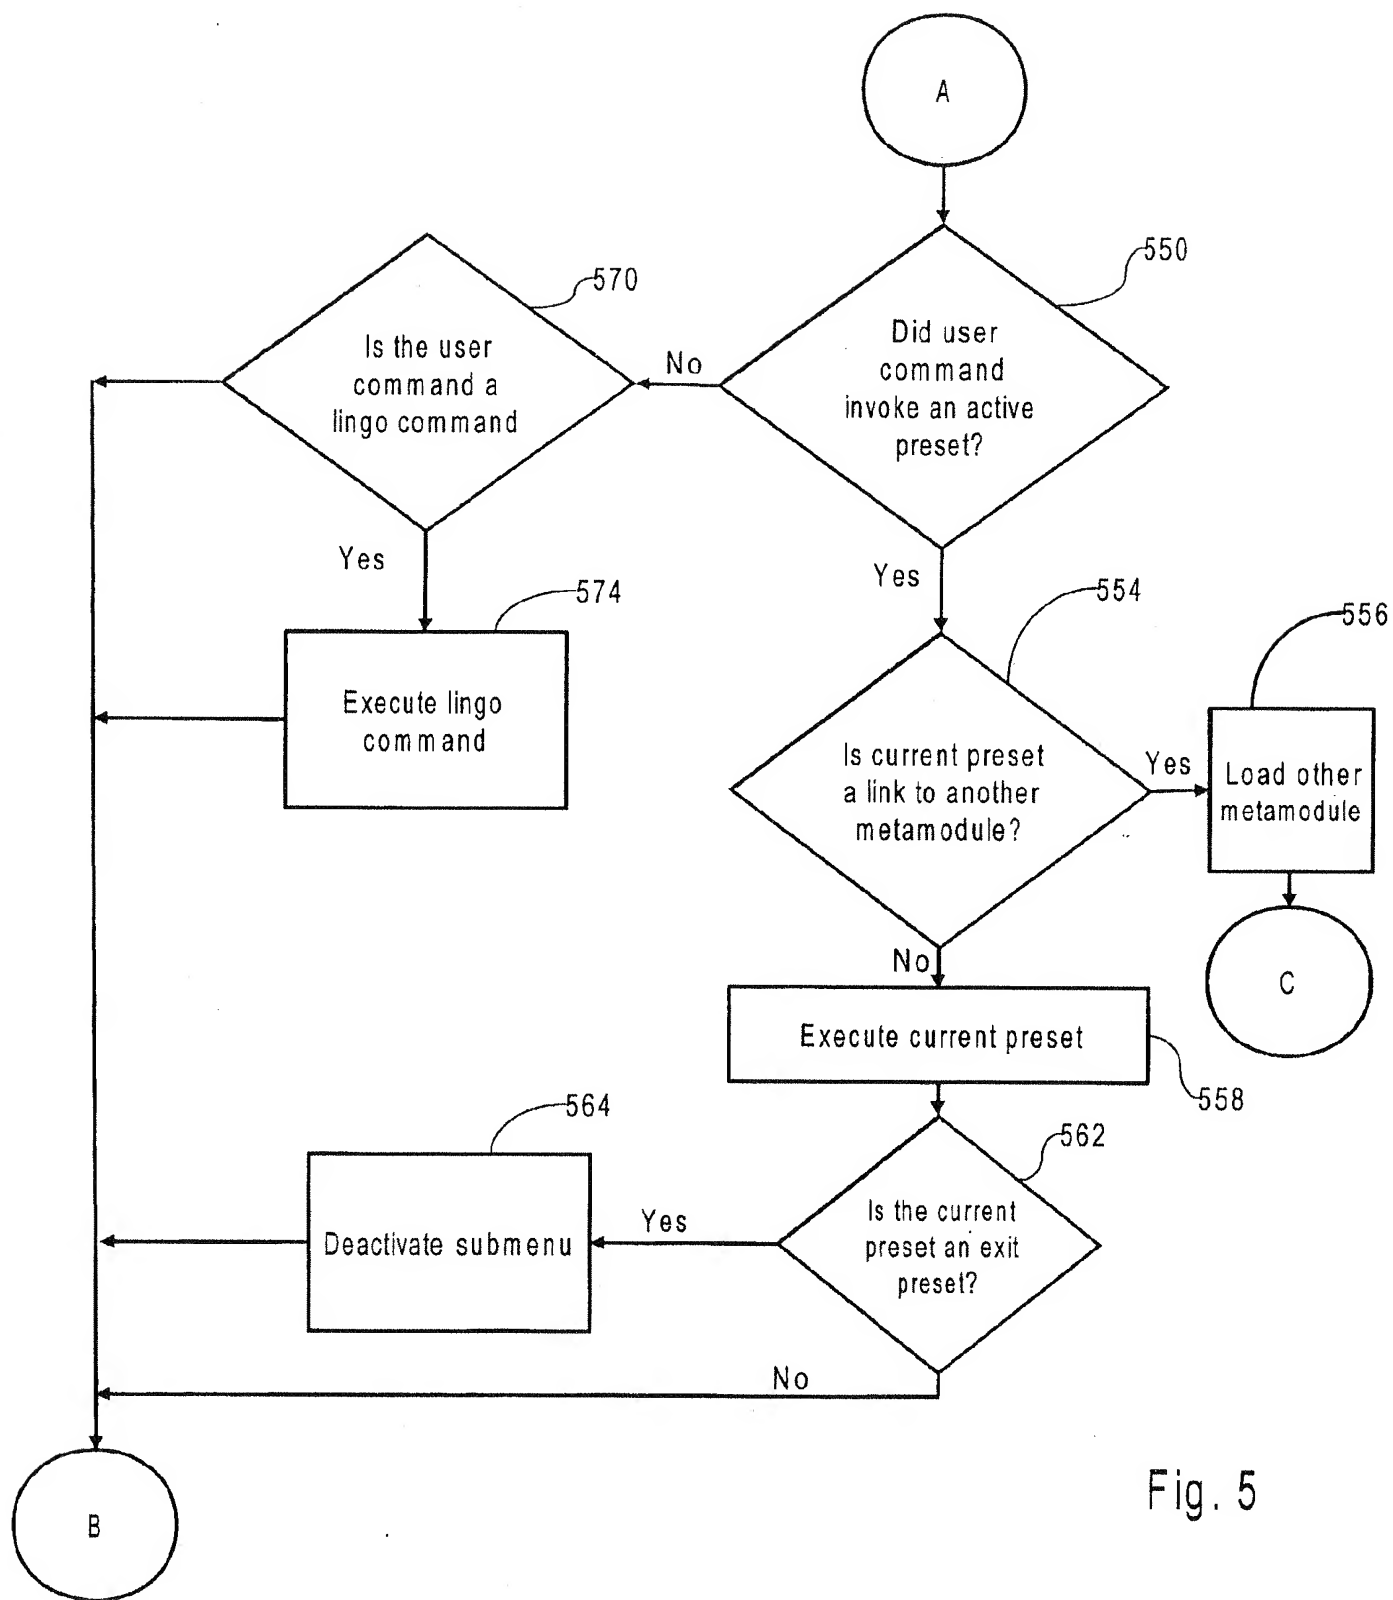 A
550
Did user
command
invoke an active
preset?
No
570
Is the user
command a
lingo command
Yes
574
Execute lingo
command
Yes
554
Is current preset
a link to another
metamodule?
Yes
556
Load other
metamodule
C
No
Execute current preset
558
562
Is the current
preset an exit
preset?
Yes
564
Deactivate submenu
No
B
Fig. 5